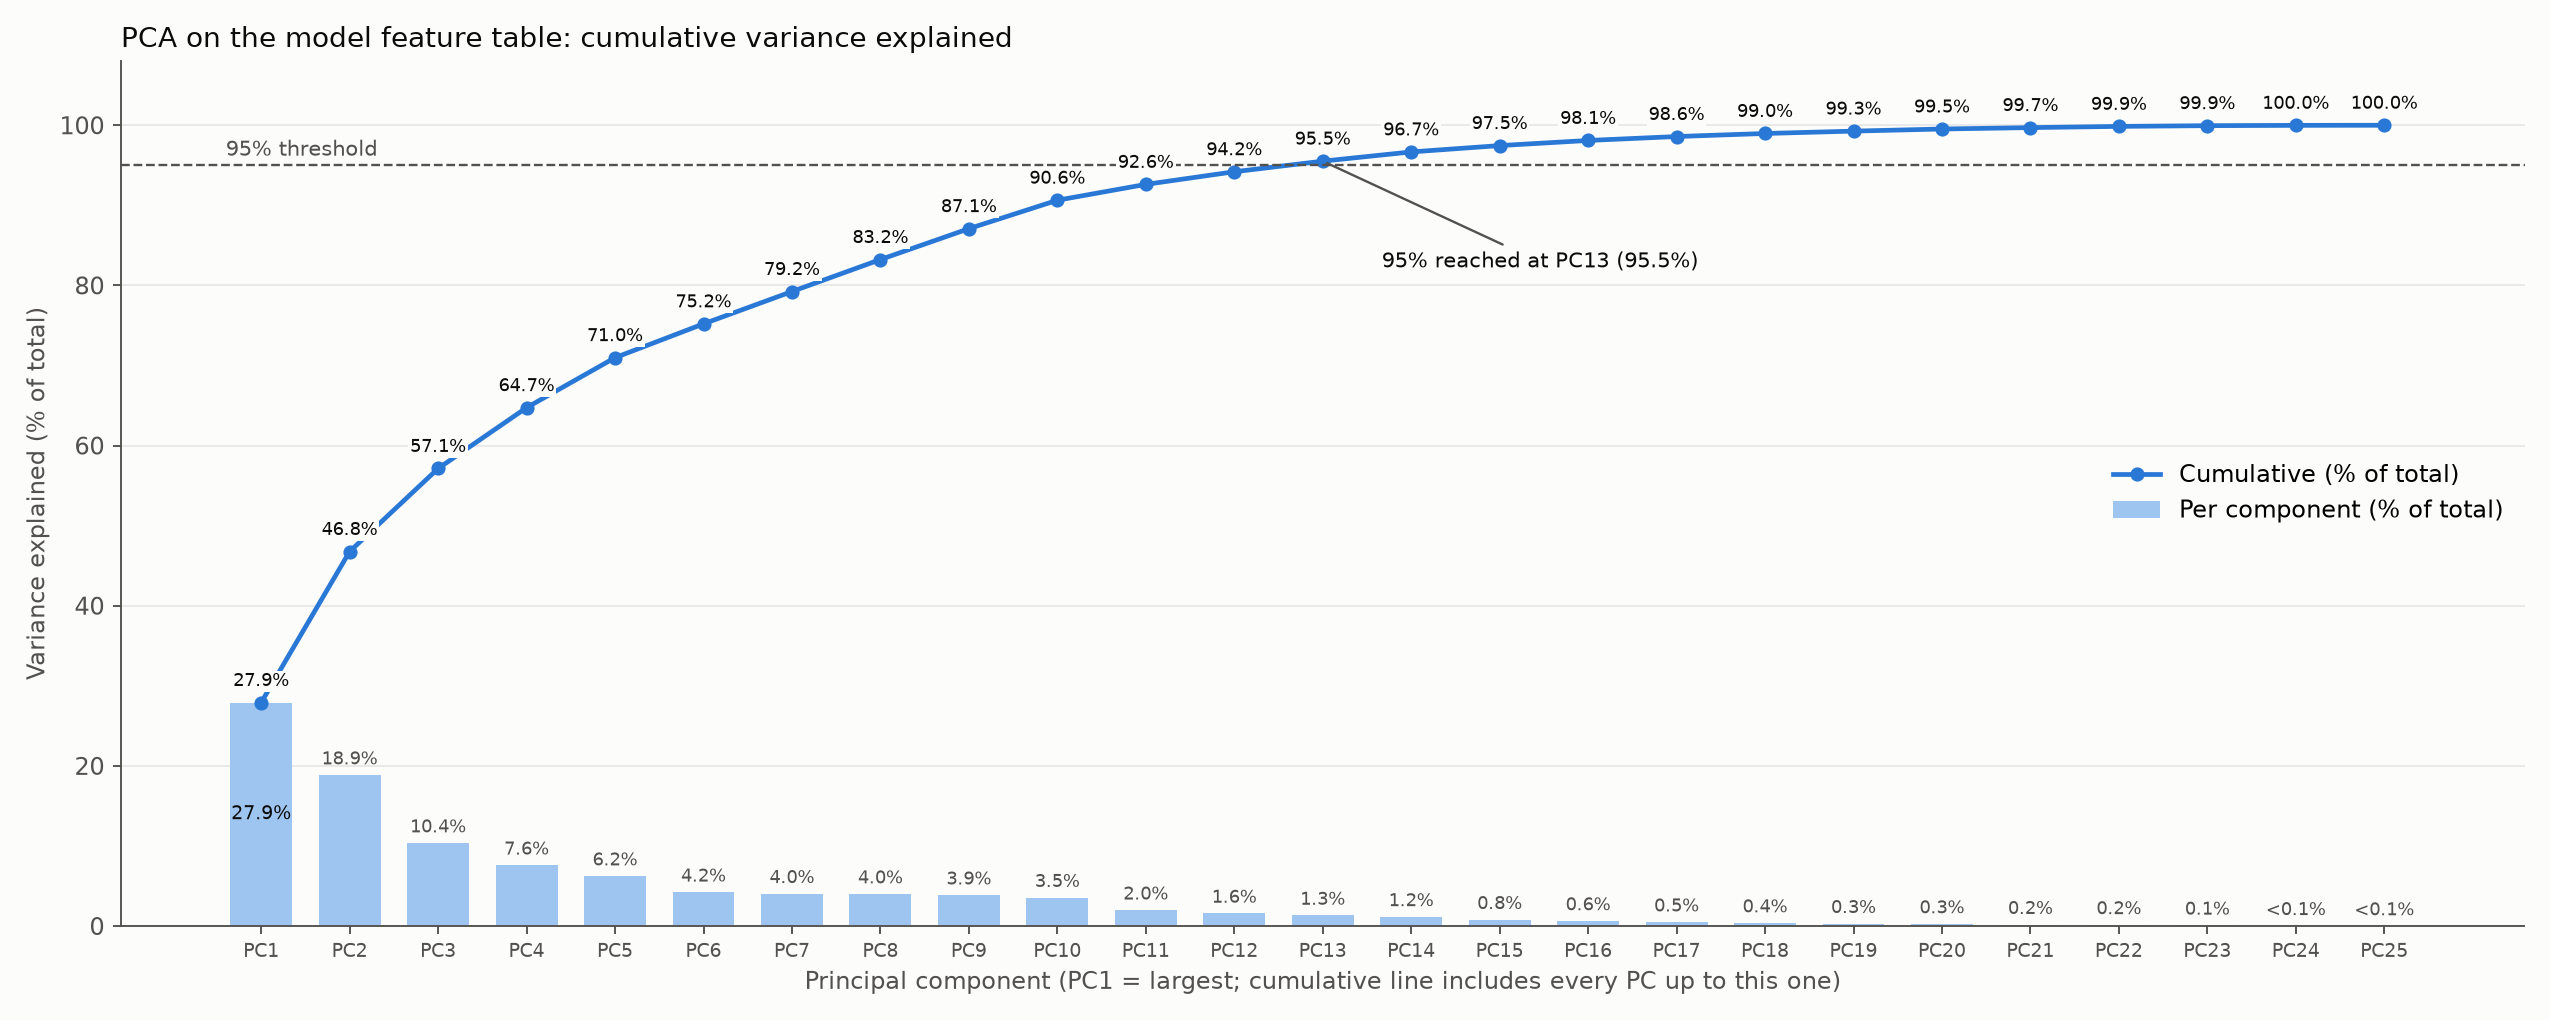 PCA on the model feature table: cumulative variance explained
Variance explained (% of total)
100
80
60
40
20
0
95% threshold
27.9%
46.8%
57.1%
64.7%
71.0%
75.2%
79.2%
83.2%
87.1%
90.6%
92.6%
94.2%
95.5%
96.7%
97.5%
98.1%
98.6%
99.0%
99.3%
99.5%
99.7%
99.9%
99.9%
100.0%
100.0%
95% reached at PC13 (95.5%)
Cumulative (% of total)
Per component (% of total)
27.9%
18.9%
10.4%
7.6%
6.2%
4.2%
4.0%
4.0%
3.9%
3.5%
2.0%
1.6%
1.3%
1.2%
0.8%
0.6%
0.5%
0.4%
0.3%
0.3%
0.2%
0.2%
0.1%
<0.1%
<0.1%
PC1
PC2
PC3
PC4
PC5
PC6
PC7
PC8
PC9
PC10
PC11
PC12
PC13
PC14
PC15
PC16
PC17
PC18
PC19
PC20
PC21
PC22
PC23
PC24
PC25
Principal component (PC1 = largest; cumulative line includes every PC up to this one)